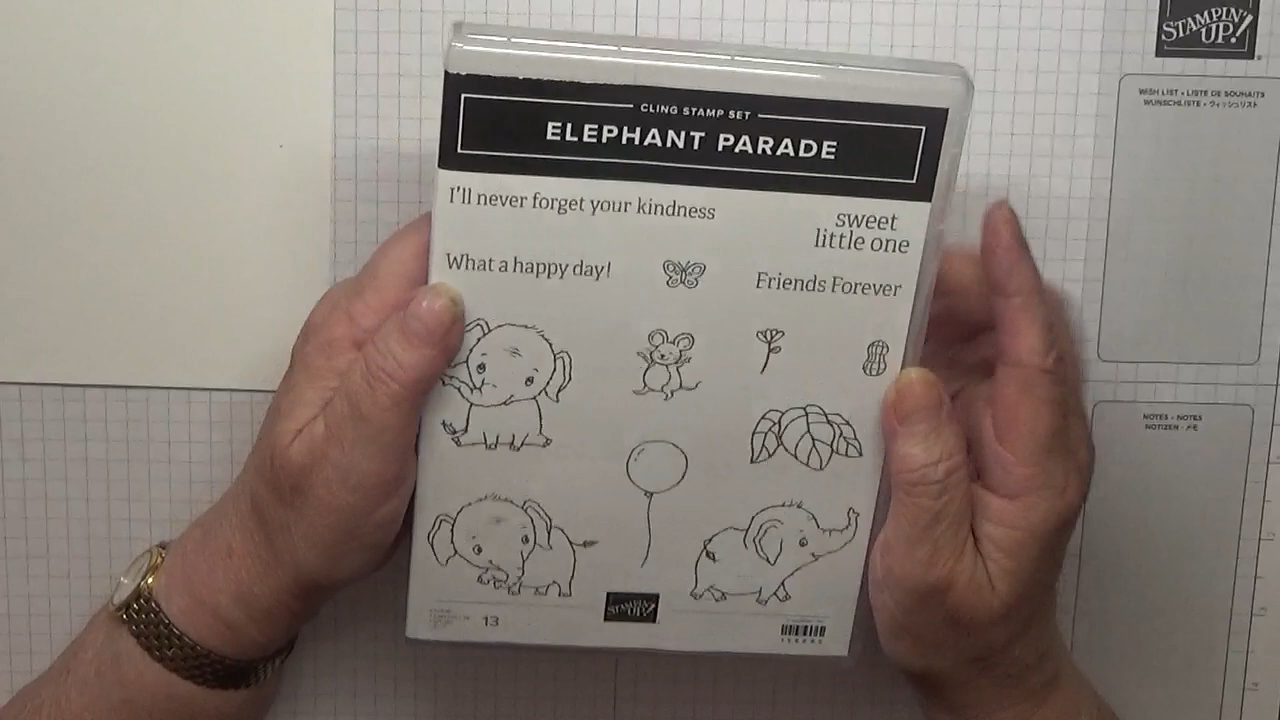 STAMPIN' UP!
WISH LIST • LISTE DE SOUHAITS
WUNSCHLISTE • ウィッシュリスト
CLING STAMP SET
ELEPHANT PARADE
I'll never forget your kindness
sweet
little one
What a happy day!
Friends Forever
NOTES • NOTES
NOTIZEN • メモ
13
STAMPIN' UP!